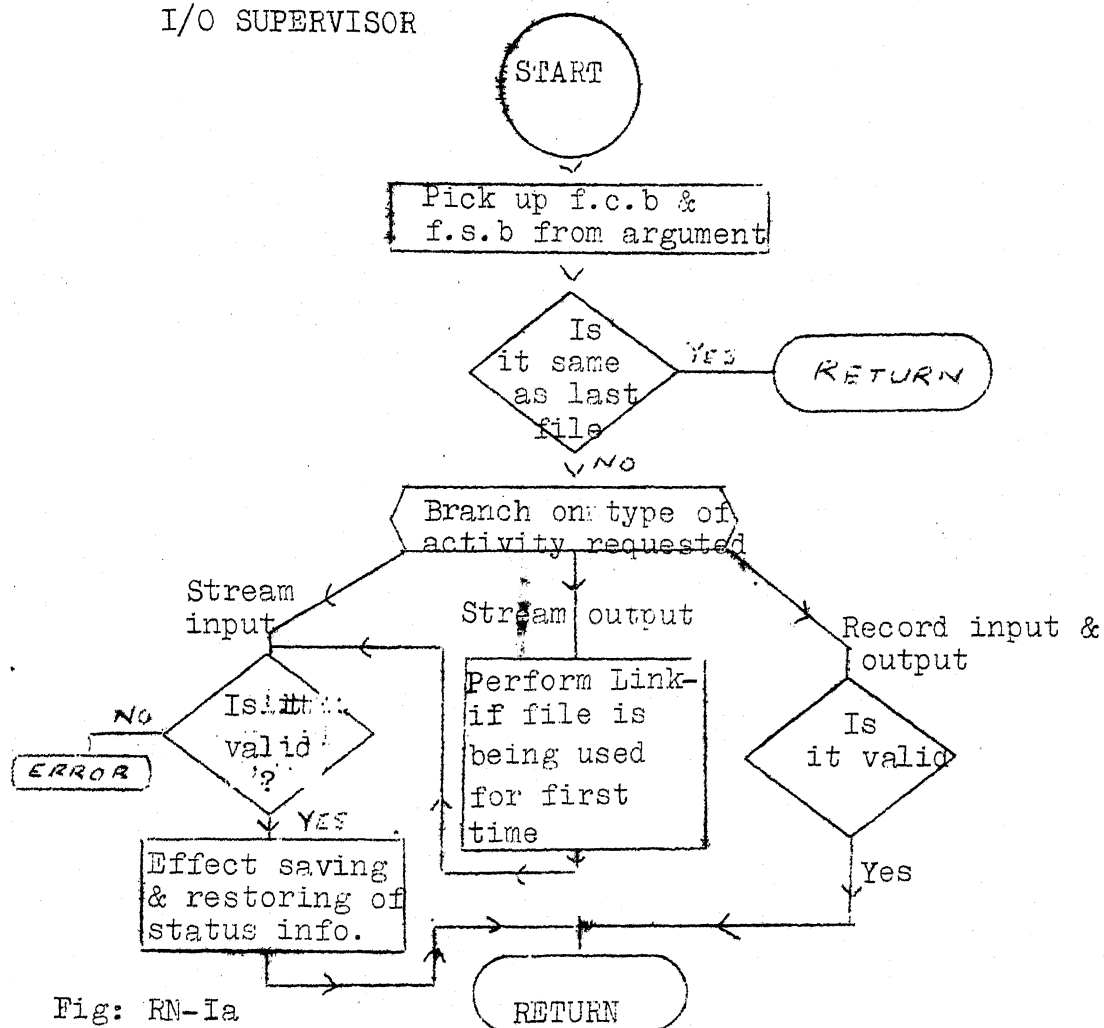 I/O SUPERVISOR
START
Pick up f.c.b &
f.s.b from argument
Is
it same
as last
file
YES
RETURN
NO
Branch on type of
activity requested
Stream
input
Stream output
Record input &
output
Is it
valid
?
NO
ERROR
YES
Perform Link-
if file is
being used
for first
time
Is
it valid
Yes
Effect saving
& restoring of
status info.
RETURN
Fig: RN-Ia